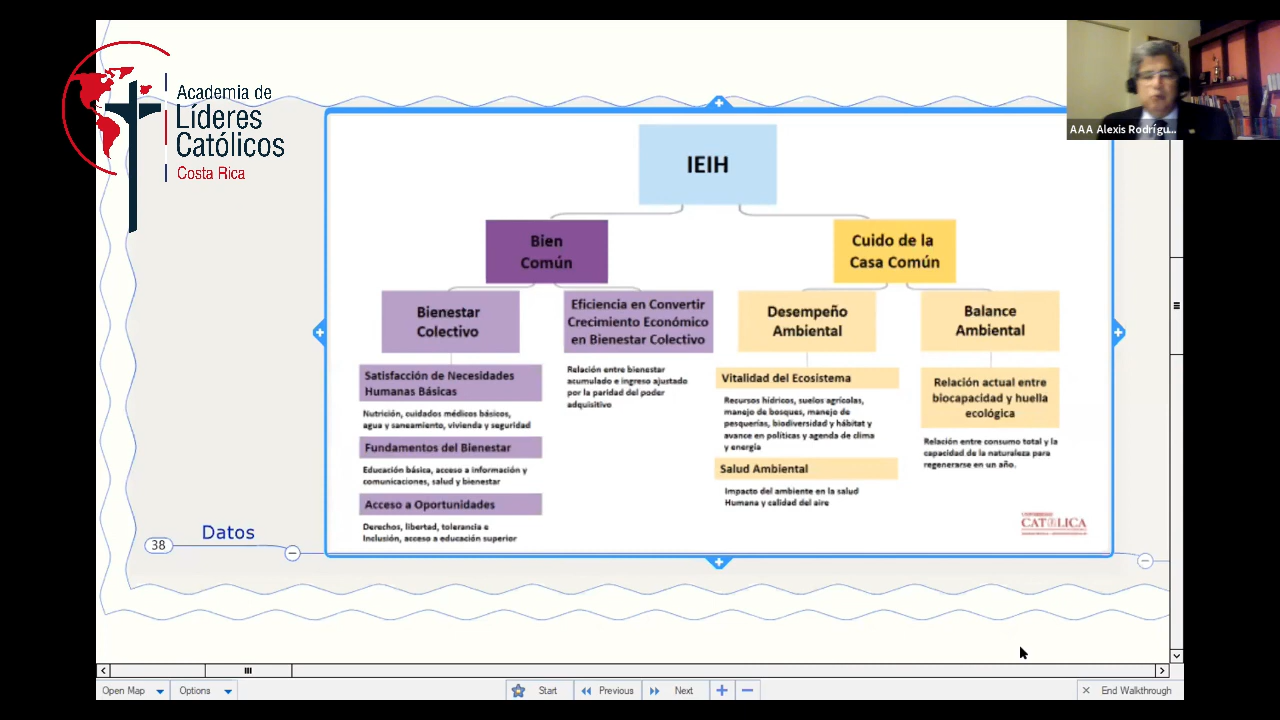 Academia de
Líderes
Católicos
Costa Rica
AAA Alexis Rodrígu...
IEIH
Bien
Común
Cuido de la
Casa Común
Bienestar
Colectivo
Eficiencia en Convertir
Crecimiento Económico
en Bienestar Colectivo
Desempeño
Ambiental
Balance
Ambiental
Satisfacción de Necesidades
Humanas Básicas
Nutrición, cuidados médicos básicos,
agua y saneamiento, vivienda y seguridad
Fundamentos del Bienestar
Educación básica, acceso a información y
comunicaciones, salud y bienestar
Acceso a Oportunidades
Derechos, libertad, tolerancia e
Inclusión, acceso a educación superior
Relación entre bienestar
acumulado e ingreso ajustado
por la paridad del poder
adquisitivo
Vitalidad del Ecosistema
Recursos hídricos, suelos agrícolas,
manejo de bosques, manejo de
pesquerías, biodiversidad y hábitat y
avance en políticas y agenda de clima
y energía
Salud Ambiental
Impacto del ambiente en la salud
Humana y calidad del aire
Relación actual entre
biocapacidad y huella
ecológica
Relación entre consumo total y la
capacidad de la naturaleza para
regenerarse en un año.
UNIVERSIDAD
CATÓLICA
38
Datos
Open Map
Options
Start
Previous
Next
End Walkthrough